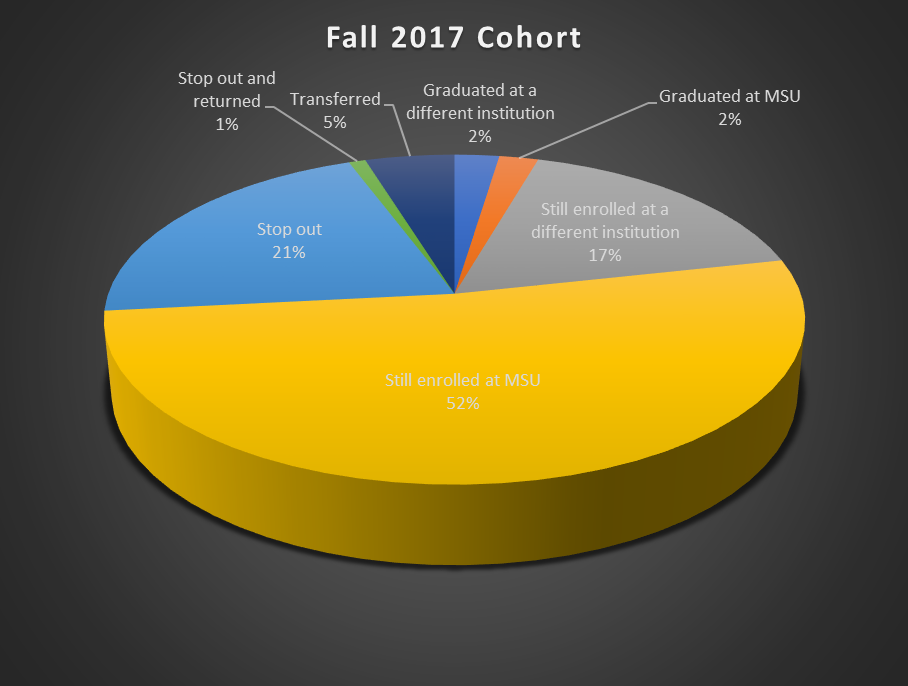 Fall 2017 Cohort
Stop out and
returned
1%
Transferred
5%
Graduated at a
different institution
2%
Graduated at MSU
2%
Still enrolled at a
different institution
17%
Stop out
21%
Still enrolled at MSU
52%